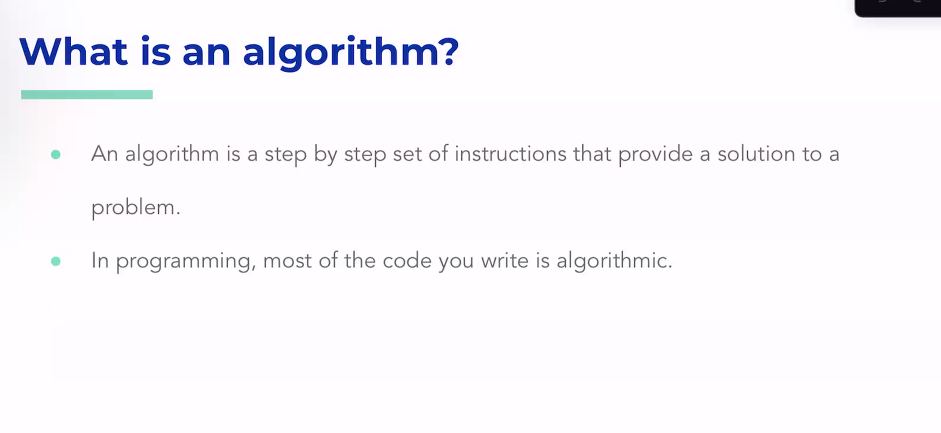 What is an algorithm?
An algorithm is a step by step set of instructions that provide a solution to a
problem.
In programming, most of the code you write is algorithmic.